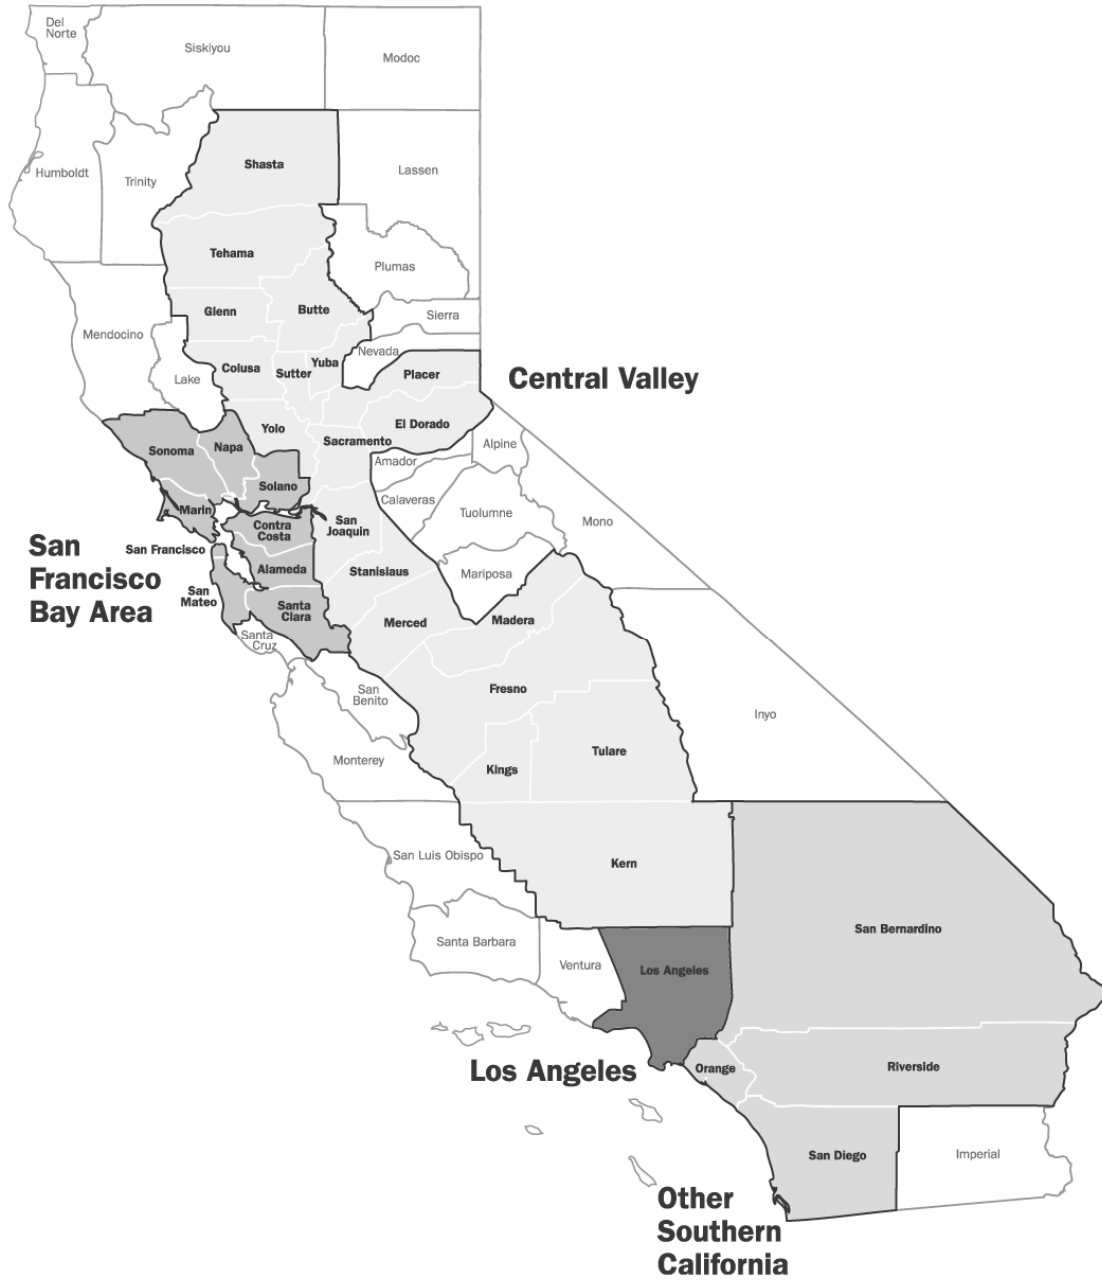 Del
Norte
Siskiyou
Modoc
Shasta
Lassen
Humboldt
Trinity
Tehama
Plumas
Glenn
Butte
Sierra
Mendocino
Nevada
Yuba
Colusa
Sutter
Placer
Lake
Central Valley
Yolo
El Dorado
Sacramento
Sonoma
Napa
Alpine
Amador
Solano
Calaveras
Marin
Tuolumne
Mono
Contra
Costa
San
Joaquin
San Francisco
San
Francisco
Bay Area
Alameda
Stanislaus
Mariposa
San
Mateo
Santa
Clara
Merced
Madera
Santa
Cruz
San
Benito
Fresno
Inyo
Monterey
Kings
Tulare
San Luis Obispo
Kern
San Bernardino
Santa Barbara
Ventura
Los Angeles
Los Angeles
Orange
Riverside
San Diego
Imperial
Other
Southern
California